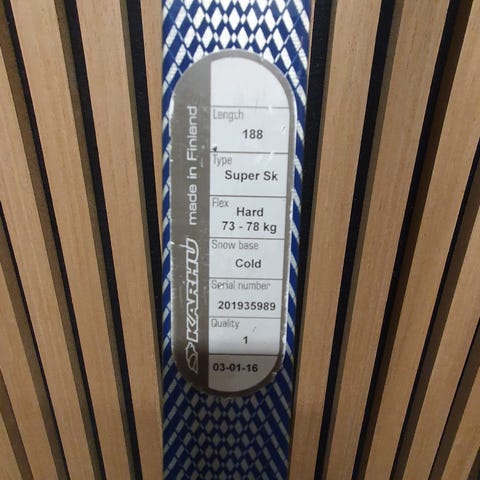 Length
188
Type
Super Sk
Flex
Hard
73 - 78 kg
Snow base
Cold
Serial number
201935989
Quality
1
03-01-16
KARHU made in Finland